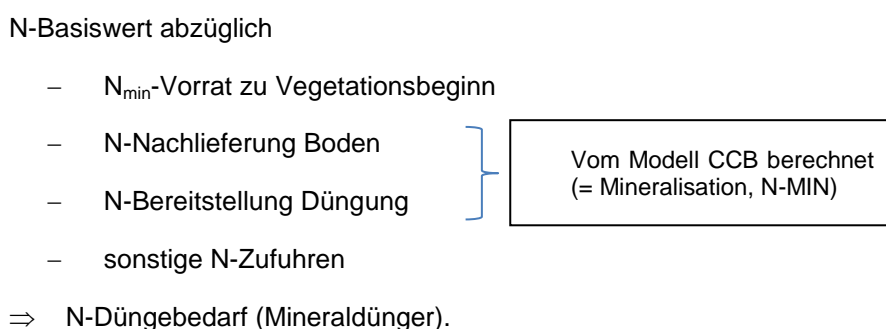 N-Basiswert abzüglich
– Nmin-Vorrat zu Vegetationsbeginn
– N-Nachlieferung Boden
– N-Bereitstellung Düngung
Vom Modell CCB berechnet
(= Mineralisation, N-MIN)
– sonstige N-Zufuhren
⇒ N-Düngebedarf (Mineraldünger).